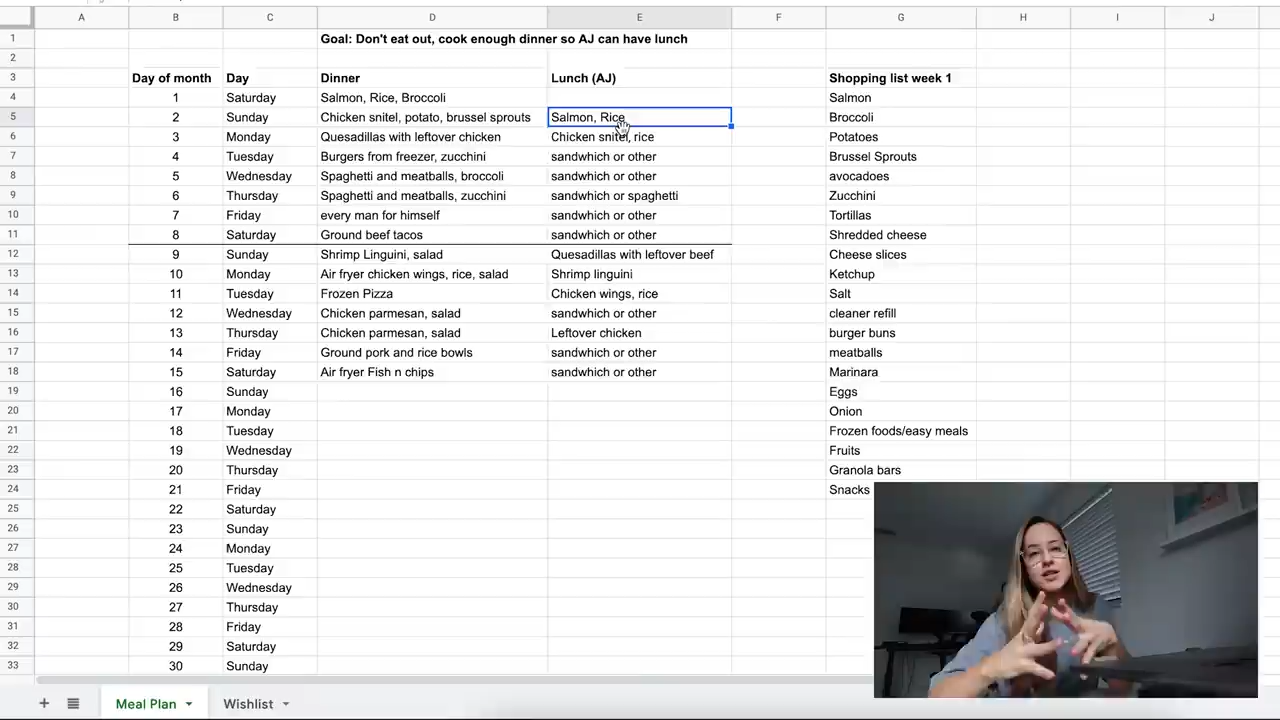 A B C D E F G H I J
1 Goal: Don't eat out, cook enough dinner so AJ can have lunch
2
3 Day of month Day Dinner Lunch (AJ) Shopping list week 1
4 1 Saturday Salmon, Rice, Broccoli Salmon
5 2 Sunday Chicken snitel, potato, brussel sprouts Salmon, Rice Broccoli
6 3 Monday Quesadillas with leftover chicken Chicken snitel, rice Potatoes
7 4 Tuesday Burgers from freezer, zucchini sandwhich or other Brussel Sprouts
8 5 Wednesday Spaghetti and meatballs, broccoli sandwhich or other avocadoes
9 6 Thursday Spaghetti and meatballs, zucchini sandwhich or spaghetti Zucchini
10 7 Friday every man for himself sandwhich or other Tortillas
11 8 Saturday Ground beef tacos sandwhich or other Shredded cheese
12 9 Sunday Shrimp Linguini, salad Quesadillas with leftover beef Cheese slices
13 10 Monday Air fryer chicken wings, rice, salad Shrimp linguini Ketchup
14 11 Tuesday Frozen Pizza Chicken wings, rice Salt
15 12 Wednesday Chicken parmesan, salad sandwhich or other cleaner refill
16 13 Thursday Chicken parmesan, salad Leftover chicken burger buns
17 14 Friday Ground pork and rice bowls sandwhich or other meatballs
18 15 Saturday Air fryer Fish n chips sandwhich or other Marinara
19 16 Sunday Eggs
20 17 Monday Onion
21 18 Tuesday Frozen foods/easy meals
22 19 Wednesday Fruits
23 20 Thursday Granola bars
24 21 Friday Snacks
25 22 Saturday
26 23 Sunday
27 24 Monday
28 25 Tuesday
29 26 Wednesday
30 27 Thursday
31 28 Friday
32 29 Saturday
33 30 Sunday
Meal Plan Wishlist